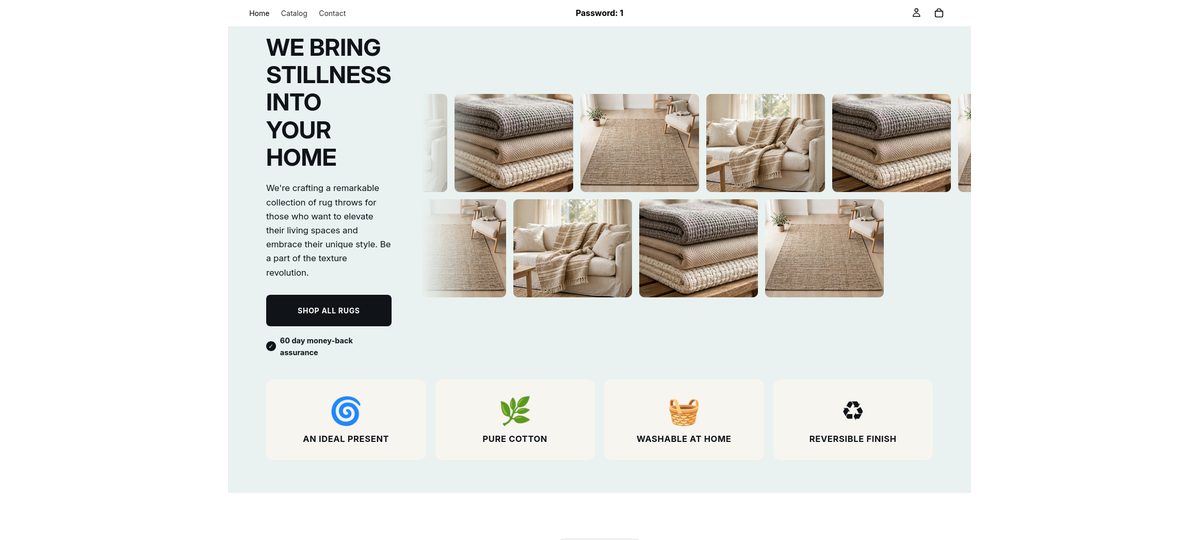 Home Catalog Contact Password: 1
WE BRING
STILLNESS
INTO
YOUR
HOME
We're crafting a remarkable
collection of rug throws for
those who want to elevate
their living spaces and
embrace their unique style. Be
a part of the texture
revolution.
SHOP ALL RUGS
60 day money-back
assurance
AN IDEAL PRESENT
PURE COTTON
WASHABLE AT HOME
REVERSIBLE FINISH